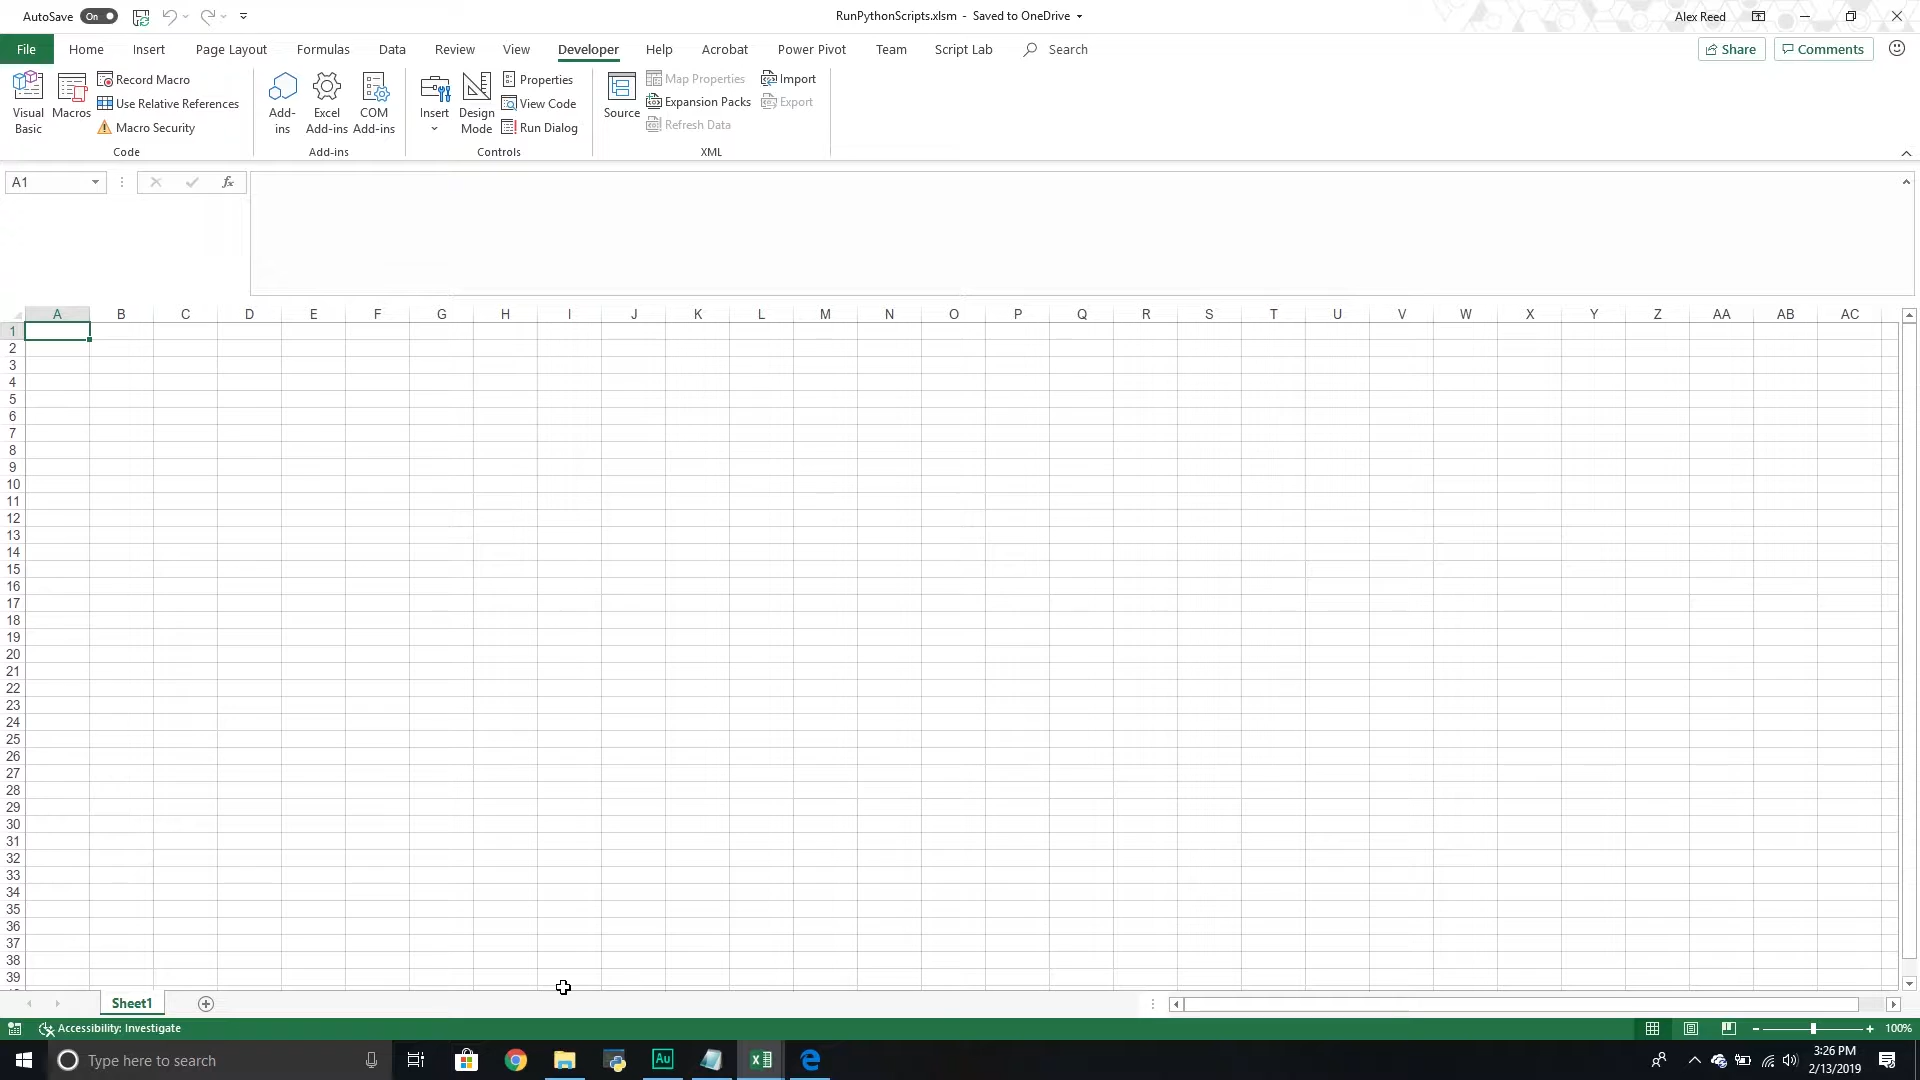 AutoSave On RunPythonScripts.xlsm - Saved to OneDrive Alex Reed
File Home Insert Page Layout Formulas Data Review View Developer Help Acrobat Power Pivot Team Script Lab Search Share Comments
Visual Basic
Macros
Record Macro
Use Relative References
Macro Security
Code
Add-ins
Excel Add-ins
COM Add-ins
Add-ins
Insert
Design Mode
Properties
View Code
Run Dialog
Controls
Source
Map Properties
Expansion Packs
Refresh Data
Import
Export
XML
A1 fx
A B C D E F G H I J K L M N O P Q R S T U V W X Y Z AA AB AC
1
2
3
4
5
6
7
8
9
10
11
12
13
14
15
16
17
18
19
20
21
22
23
24
25
26
27
28
29
30
31
32
33
34
35
36
37
38
39
Sheet1
Accessibility: Investigate 100%
Type here to search Au 3:26 PM
2/13/2019